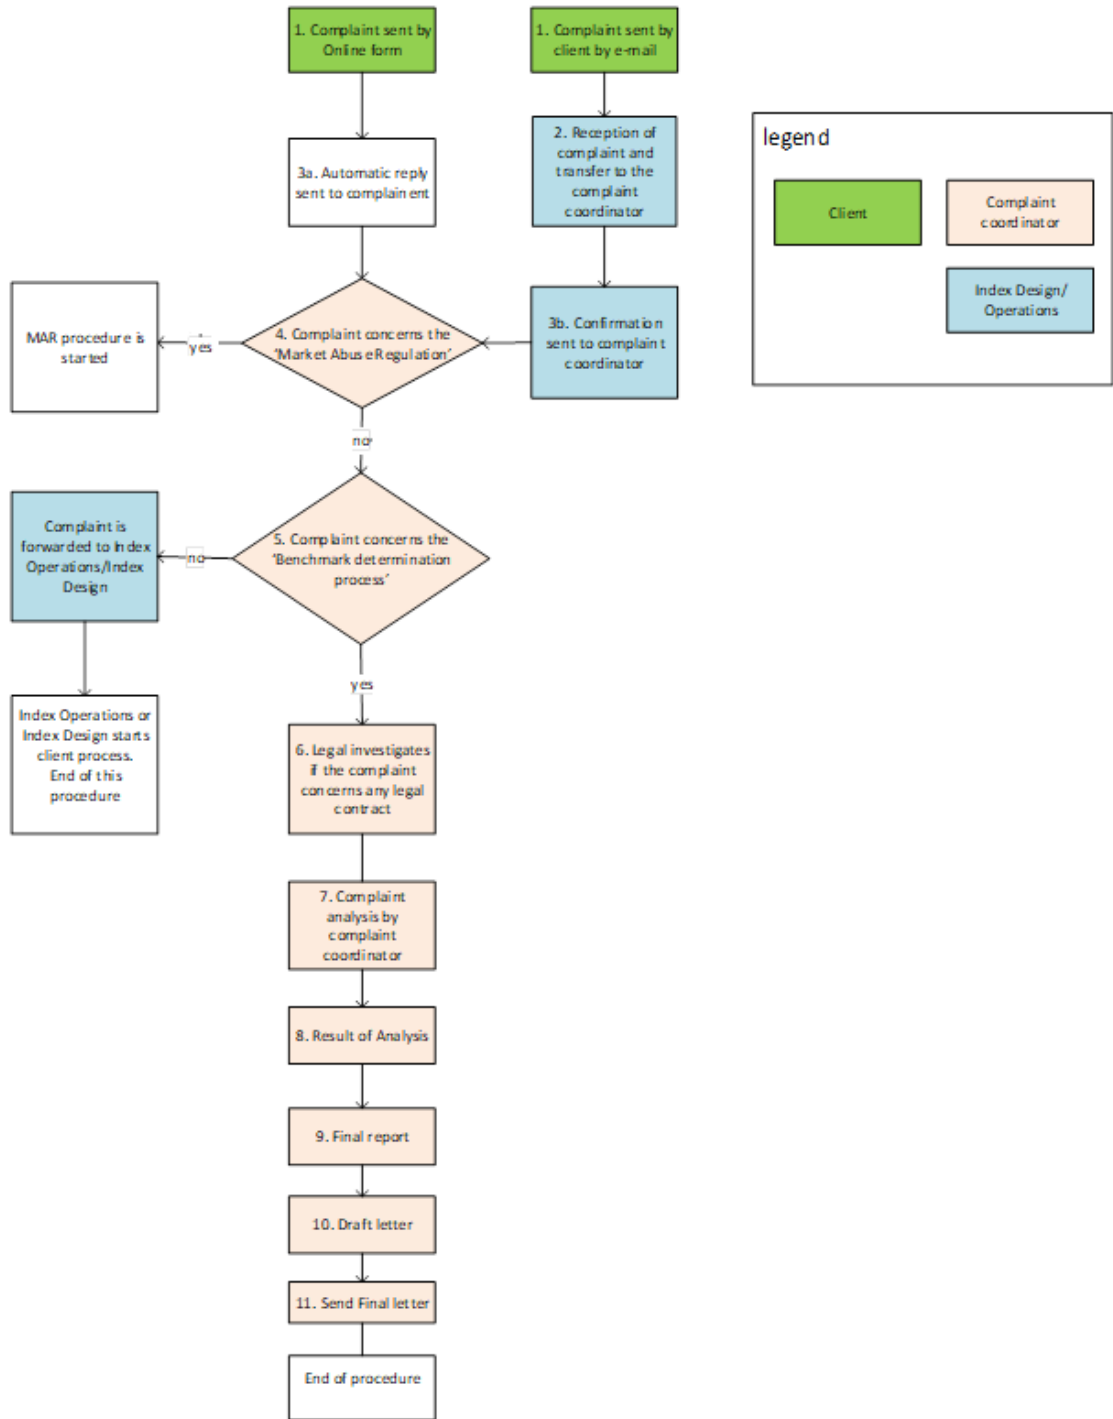 1. Complaint sent by
Online form
1. Complaint sent by
client by e-mail
legend
Client
Complaint
coordinator
Index Design/
Operations
2. Reception of
complaint and
transfer to the
complaint
coordinator
3a. Automatic reply
sent to complainent
MAR procedure is
started
yes
4. Complaint concerns the
'Market Abuse Regulation'
3b. Confirmation
sent to complaint
coordinator
no
Complaint is
forwarded to Index
Operations/Index
Design
no
5. Complaint concerns the
'Benchmark determination
process'
yes
Index Operations or
Index Design starts
client process.
End of this
procedure
6. Legal investigates
if the complaint
concerns any legal
contract
7. Complaint
analysis by
complaint
coordinator
8. Result of Analysis
9. Final report
10. Draft letter
11. Send Final letter
End of procedure